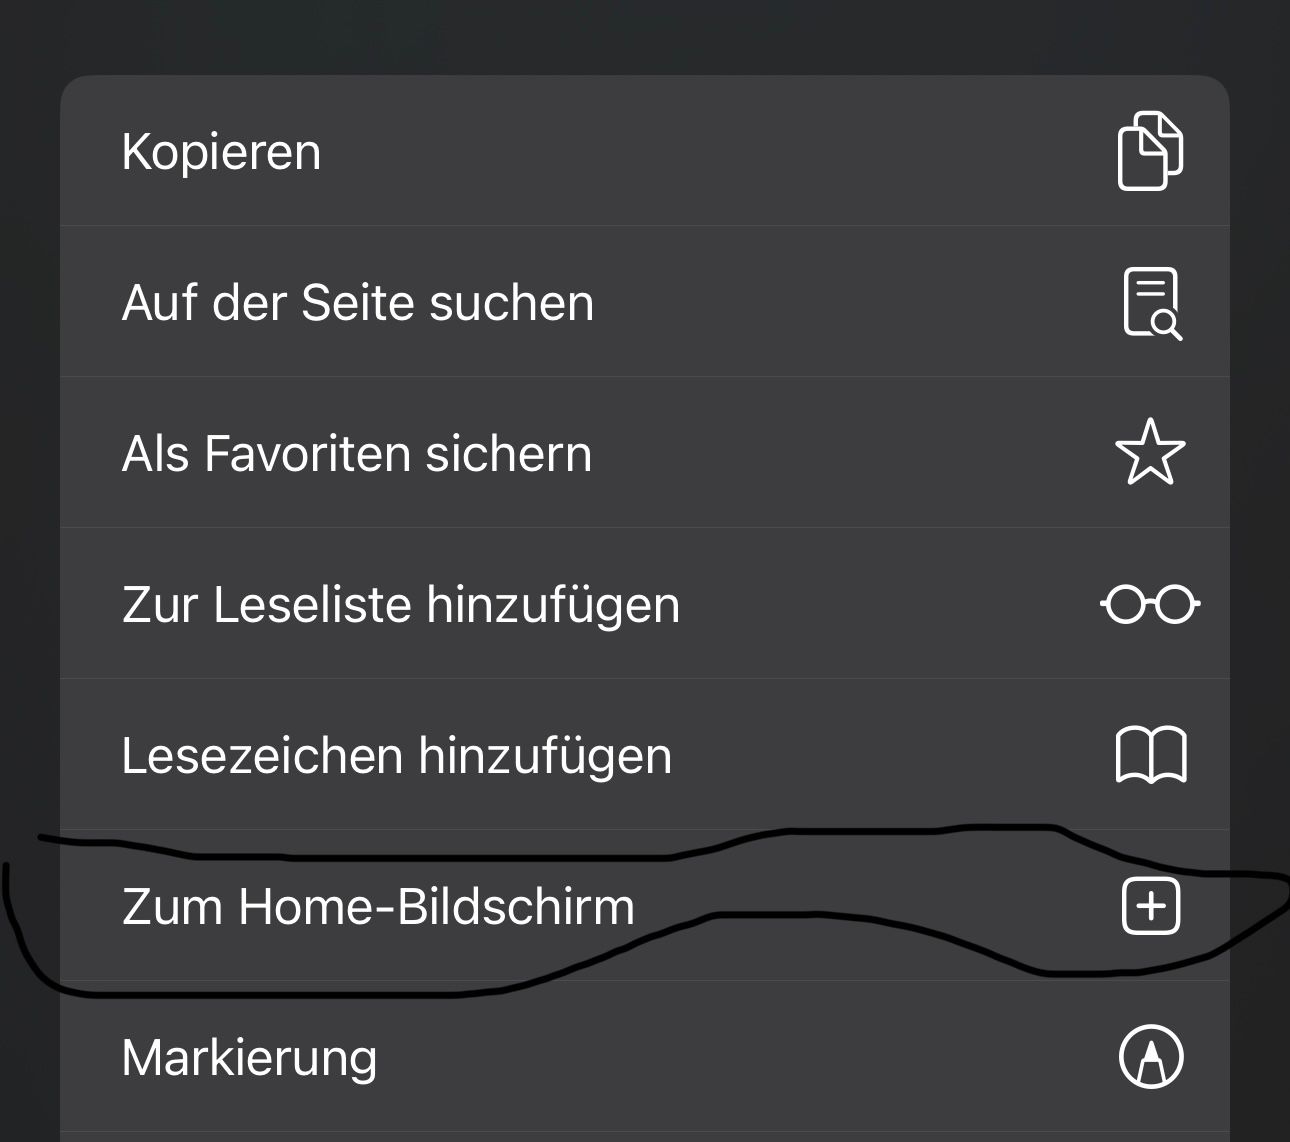 Kopieren
Auf der Seite suchen
Als Favoriten sichern
Zur Leseliste hinzufügen
Lesezeichen hinzufügen
Zum Home-Bildschirm
Markierung